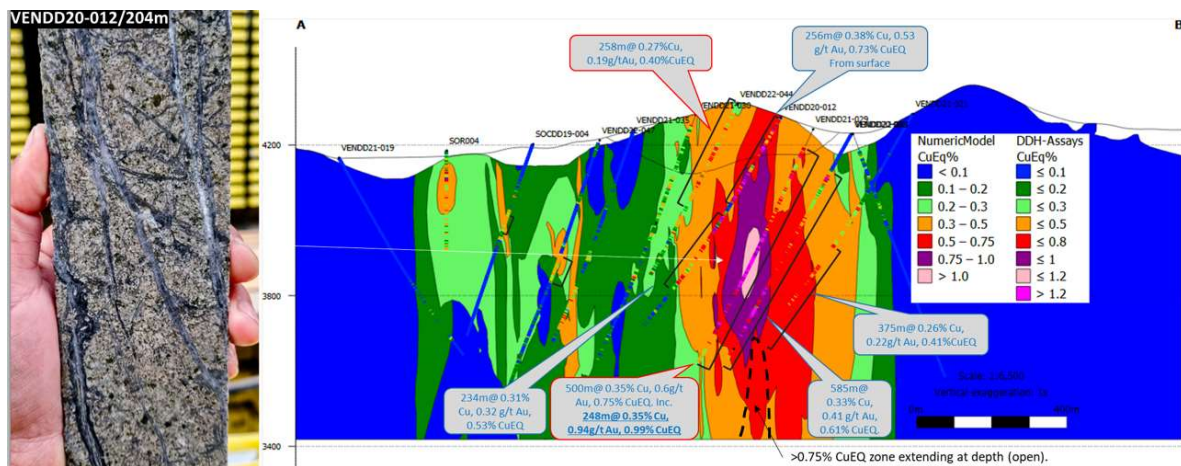 VENDD20-012/204m
A
B
258m@ 0.27%Cu,
0.19g/tAu, 0.40%CuEQ
256m@ 0.38% Cu, 0.53
g/t Au, 0.73% CuEQ
From surface
VENDD22-044
VENDD20-012
VENDD21-029
VENDD21-035
VENDD22-047
SOCDD19-004
SOR004
VENDD21-019
4200
3800
3400
NumericModel
CuEq%
< 0.1
0.1 – 0.2
0.2 – 0.3
0.3 – 0.5
0.5 – 0.75
0.75 – 1.0
> 1.0
DDH-Assays
CuEq%
≤ 0.1
≤ 0.2
≤ 0.3
≤ 0.5
≤ 0.8
≤ 1
≤ 1.2
> 1.2
375m@ 0.26% Cu,
0.22g/t Au, 0.41%CuEQ
234m@ 0.31%
Cu, 0.32 g/t Au,
0.53% CuEQ
500m@ 0.35% Cu, 0.6g/t
Au, 0.75% CuEQ. Inc.
248m@ 0.35% Cu,
0.94g/t Au, 0.99% CuEQ
585m@
0.33% Cu,
0.41 g/t Au,
0.61% CuEQ.
>0.75% CuEQ zone extending at depth (open).